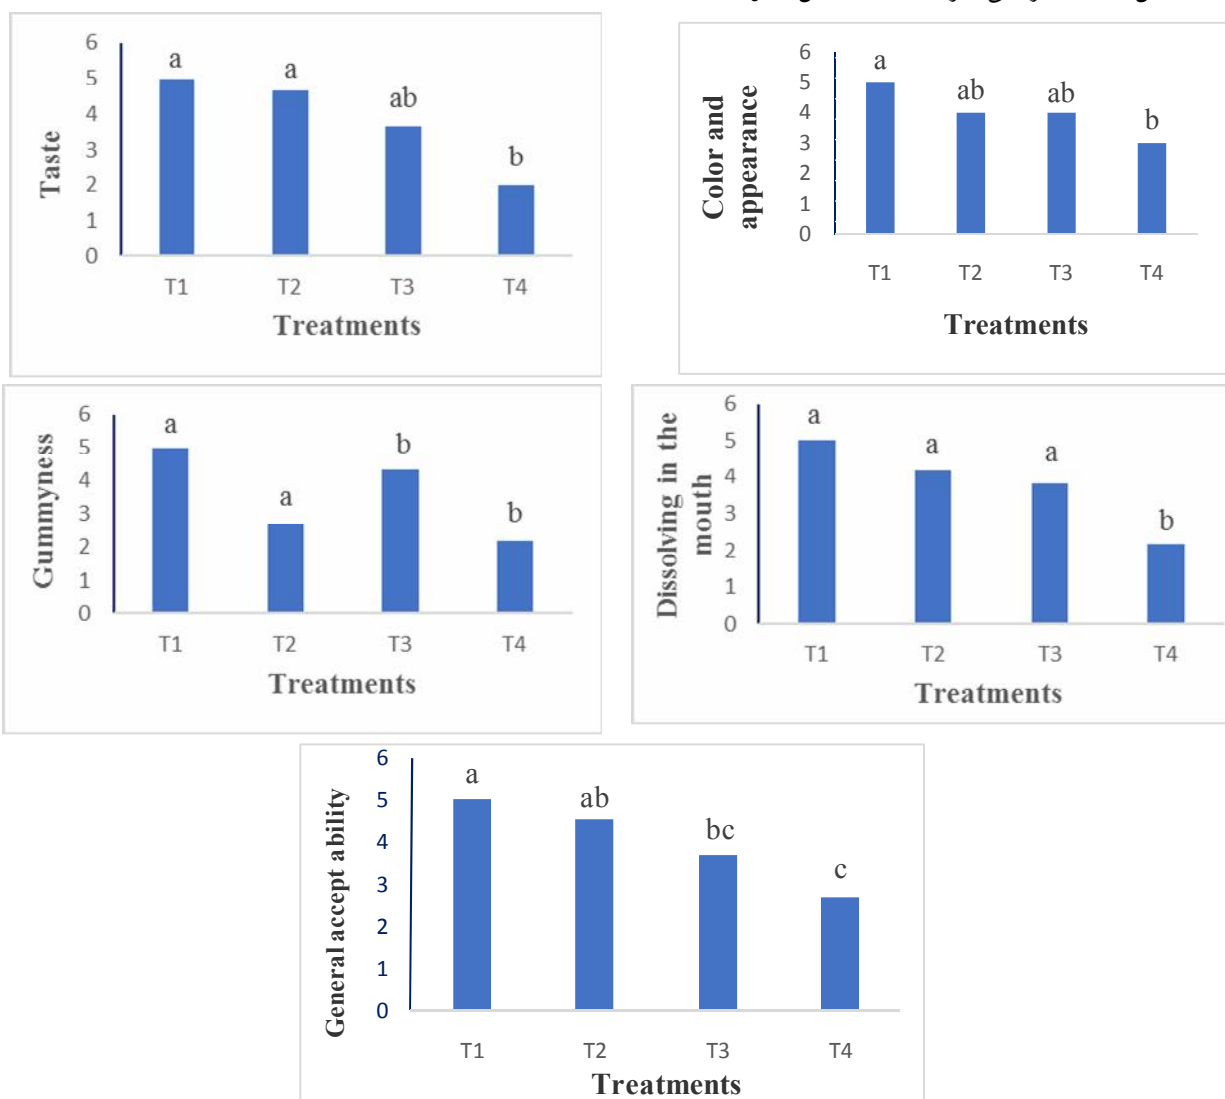 6
5
4
3
2
1
0
Taste
a
a
ab
b
T1 T2 T3 T4
Treatments
6
5
4
3
2
1
0
Color and
appearance
a
ab
ab
b
T1 T2 T3 T4
Treatments
6
5
4
3
2
1
0
Gummyness
a
a
b
b
T1 T2 T3 T4
Treatments
6
5
4
3
2
1
0
Dissolving in the
mouth
a
a
a
b
T1 T2 T3 T4
Treatments
6
5
4
3
2
1
0
General accept ability
a
ab
bc
c
T1 T2 T3 T4
Treatments